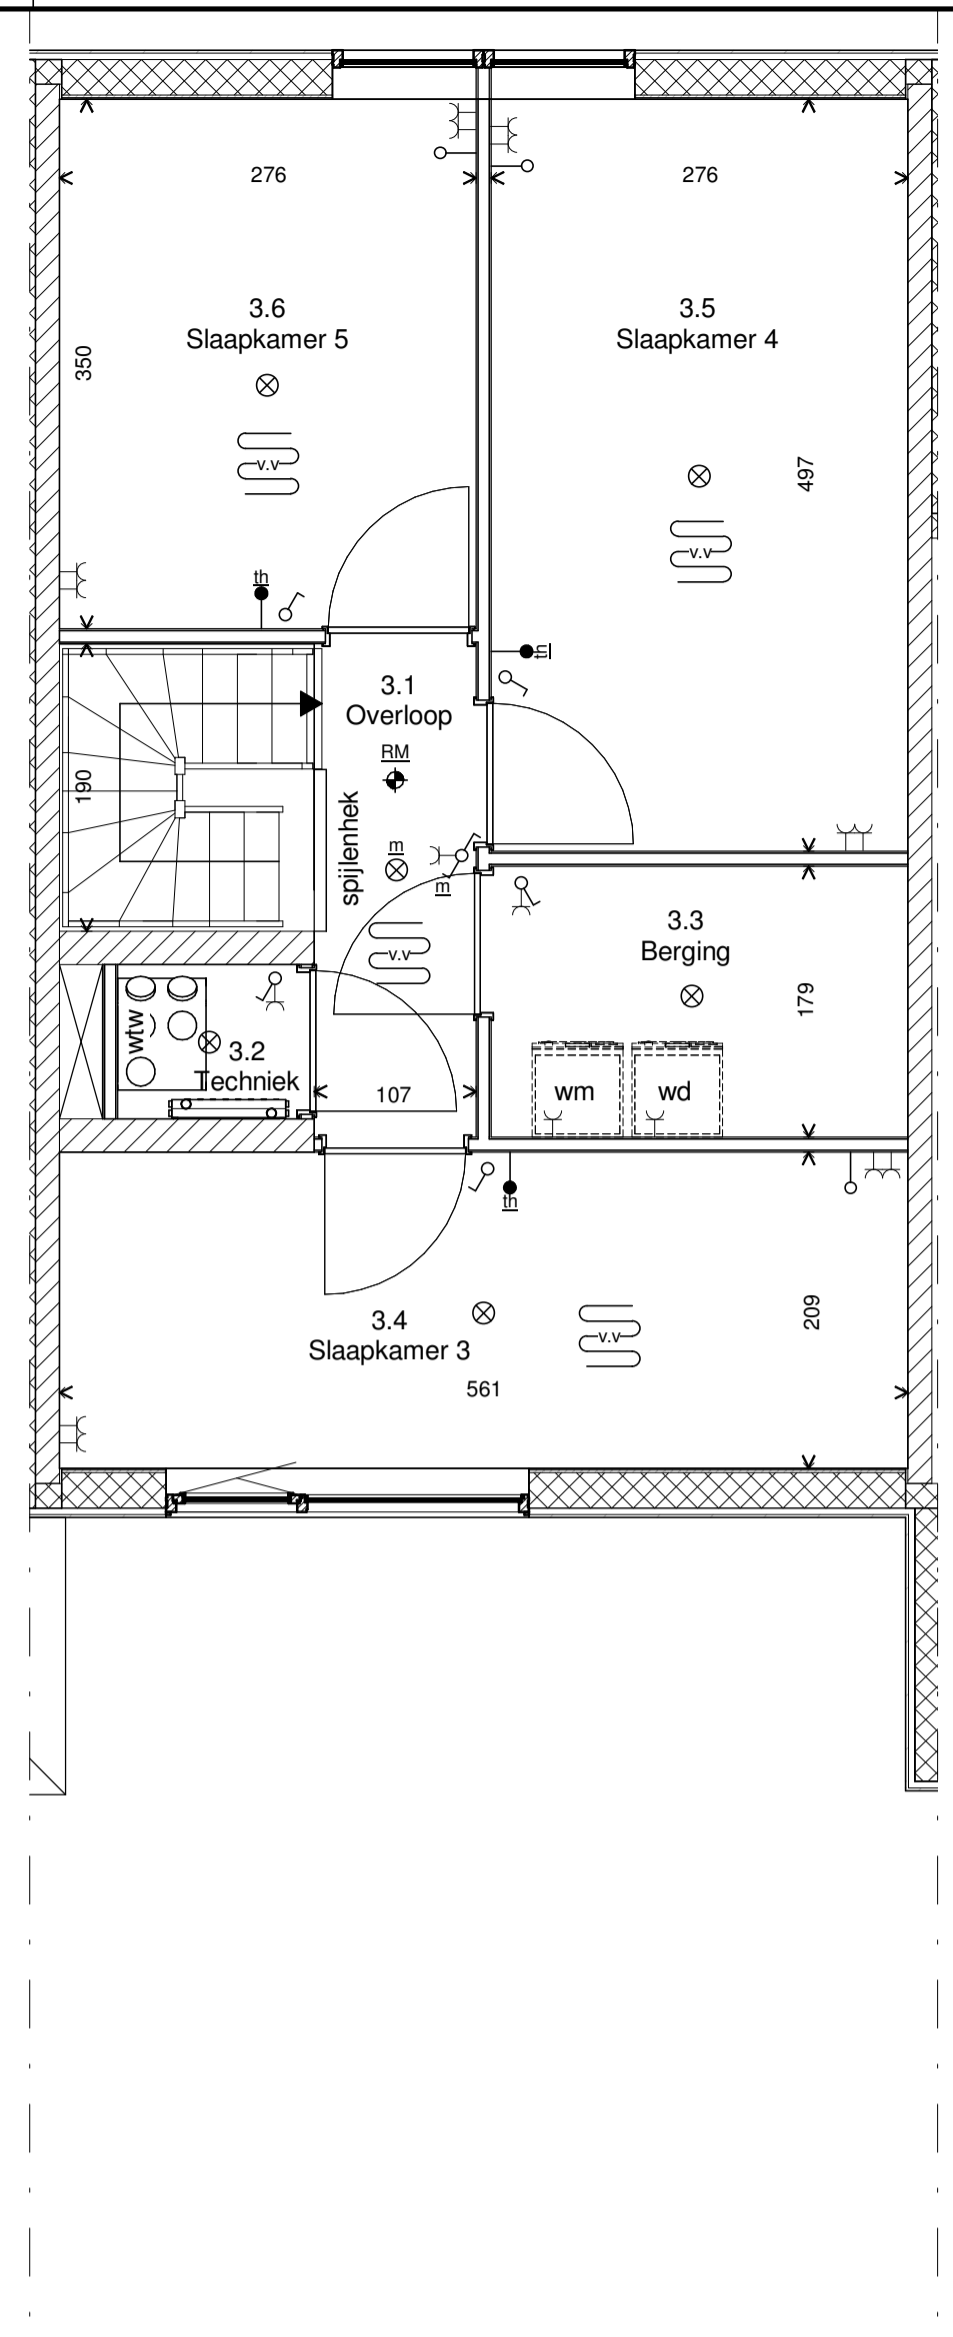 276
276
3.6
Slaapkamer 5
3.5
Slaapkamer 4
350
v.v
497
v.v
th
th
3.1
Overloop
RM
190
spijlenhek
m
m
3.3
Berging
v.v
179
wtw
3.2
Techniek
107
wm
wd
th
209
3.4
Slaapkamer 3
v.v
561